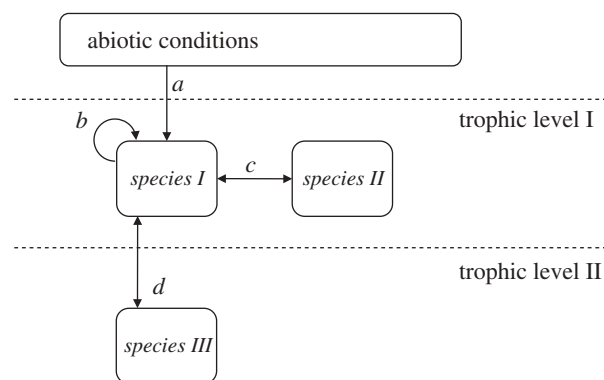 abiotic conditions
a
trophic level I
b
species I
c
species II
trophic level II
d
species III